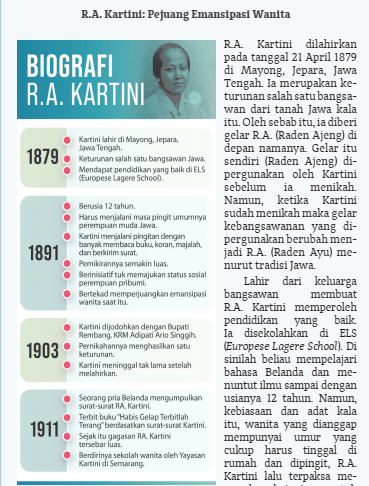 R.A. Kartini: Pejuang Emansipasi Wanita
BIOGRAFI
R.A. KARTINI
1879
Kartini lahir di Mayong, Jepara,
Jawa Tengah.
Keturunan salah satu bangsawan Jawa.
Mendapat pendidikan yang baik di ELS
(Europese Lagere School).
1891
Berusia 12 tahun.
Harus menjalani masa pingit umumnya
perempuan muda Jawa.
Kartini menjalani pingitan dengan
banyak membaca buku, koran, majalah,
dan berkirim surat.
Pemikirannya semakin luas.
Berinisiatif tuk memajukan status sosial
perempuan pribumi.
Bertekad memperjuangkan emansipasi
wanita saat itu.
1903
Kartini dijodohkan dengan Bupati
Rembang, KRM Adipati Ario Singgih.
Pernikahannya menghasilkan satu
keturunan.
Kartini meninggal tak lama setelah
melahirkan.
1911
Seorang pria Belanda mengumpulkan
surat-surat RA. Kartini.
Terbit buku "Habis Gelap Terbitlah
Terang" berdasatkan surat-surat Kartini.
Sejak itu gagasan RA. Kartini
tersebar luas.
Berdirinya sekolah wanita oleh Yayasan
Kartini di Semarang.
R.A. Kartini dilahirkan
pada tanggal 21 April 1879
di Mayong, Jepara, Jawa
Tengah. Ia merupakan ke-
turunan salah satu bangsa-
wan dari tanah Jawa kala
itu. Oleh sebab itu, ia diberi
gelar R.A. (Raden Ajeng) di
depan namanya. Gelar itu
sendiri (Raden Ajeng) di-
pergunakan oleh Kartini
sebelum ia menikah.
Namun, ketika Kartini
sudah menikah maka gelar
kebangsawanan yang di-
pergunakan berubah men-
jadi R.A. (Raden Ayu) me-
nurut tradisi Jawa.
Lahir dari keluarga
bangsawan membuat
R.A. Kartini memperoleh
pendidikan yang baik.
Ia disekolahkan di ELS
(Europese Lagere School). Di
sinilah beliau mempelajari
bahasa Belanda dan me-
nuntut ilmu sampai dengan
usianya 12 tahun. Namun,
kebiasaan dan adat kala
itu, wanita yang dianggap
mempunyai umur yang
cukup harus tinggal di
rumah dan dipingit, R.A.
Kartini lalu terpaksa me-